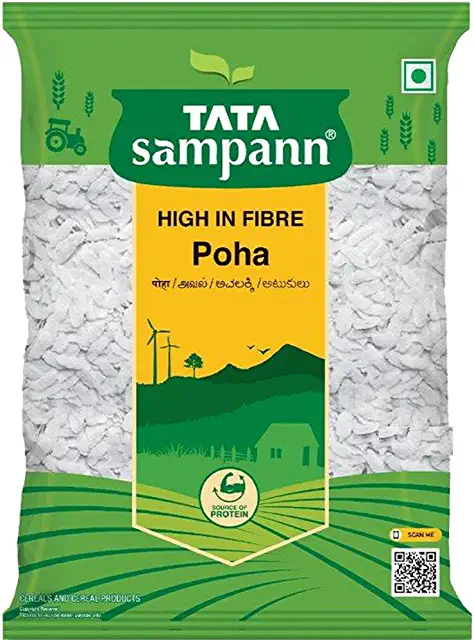 TATA
sampann®
HIGH IN FIBRE
Poha
पोहा / அவல் / ಅವಲಕ್ಕಿ / అటుకులు
SOURCE OF
PROTEIN
SCAN ME
CEREALS AND CEREAL PRODUCTS